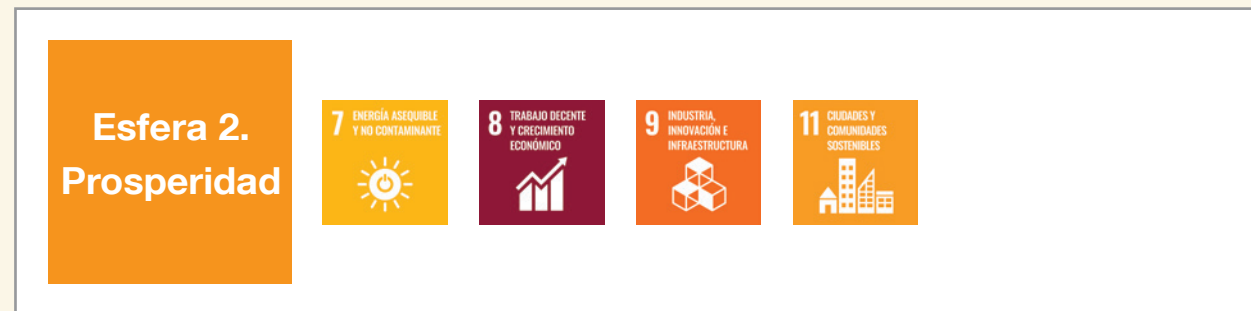 Esfera 2.
Prosperidad
7 ENERGÍA ASEQUIBLE
Y NO CONTAMINANTE
8 TRABAJO DECENTE
Y CRECIMIENTO
ECONÓMICO
9 INDUSTRIA,
INNOVACIÓN E
INFRAESTRUCTURA
11 CIUDADES Y
COMUNIDADES
SOSTENIBLES